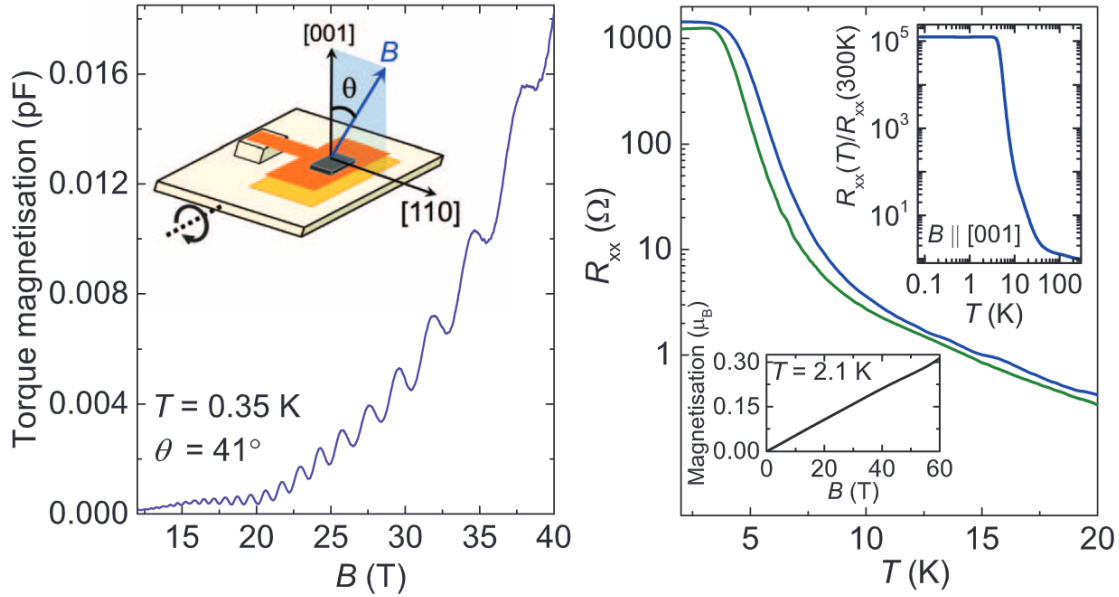 0.016
0.012
0.008
0.004
0.000
Torque magnetisation (pF)
[001]
B
θ
[110]
T = 0.35 K
θ = 41°
15 20 25 30 35 40
B (T)
1000
100
10
1
R_xx (Ω)
10^5
10^3
10^1
R_xx(T)/R_xx(300K)
B || [001]
0.1 1 10 100
T (K)
Magnetisation (μ_B)
0.30
0.15
0.00
T = 2.1 K
0 20 40 60
B (T)
5 10 15 20
T (K)